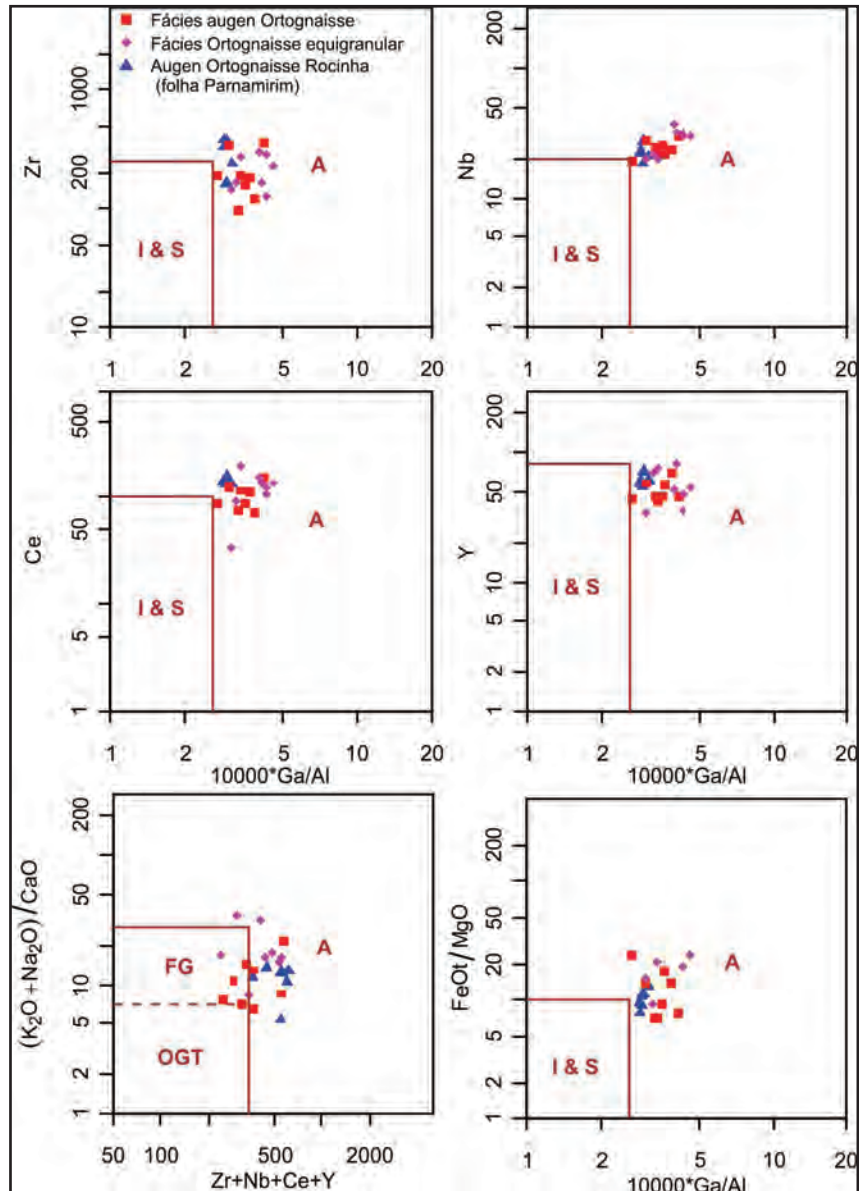 Fácies augen Ortognaisse
Fácies Ortognaisse equigranular
Augen Ortognaisse Rocinha
(folha Parnamirim)
Zr
1000
200
50
10
A
I & S
1 2 5 10 20
Nb
200
50
20
10
5
2
1
A
I & S
1 2 5 10 20
Ce
500
50
5
1
A
I & S
1 2 5 10 20
10000*Ga/Al
Y
200
50
10
5
2
1
A
I & S
1 2 5 10 20
10000*Ga/Al
(K2O+Na2O)/CaO
200
50
20
10
5
2
1
A
FG
OGT
50 100 5000 2000
Zr+Nb+Ce+Y
FeOt/MgO
200
50
20
10
5
2
1
A
I & S
1 2 5 10 20
10000*Ga/Al